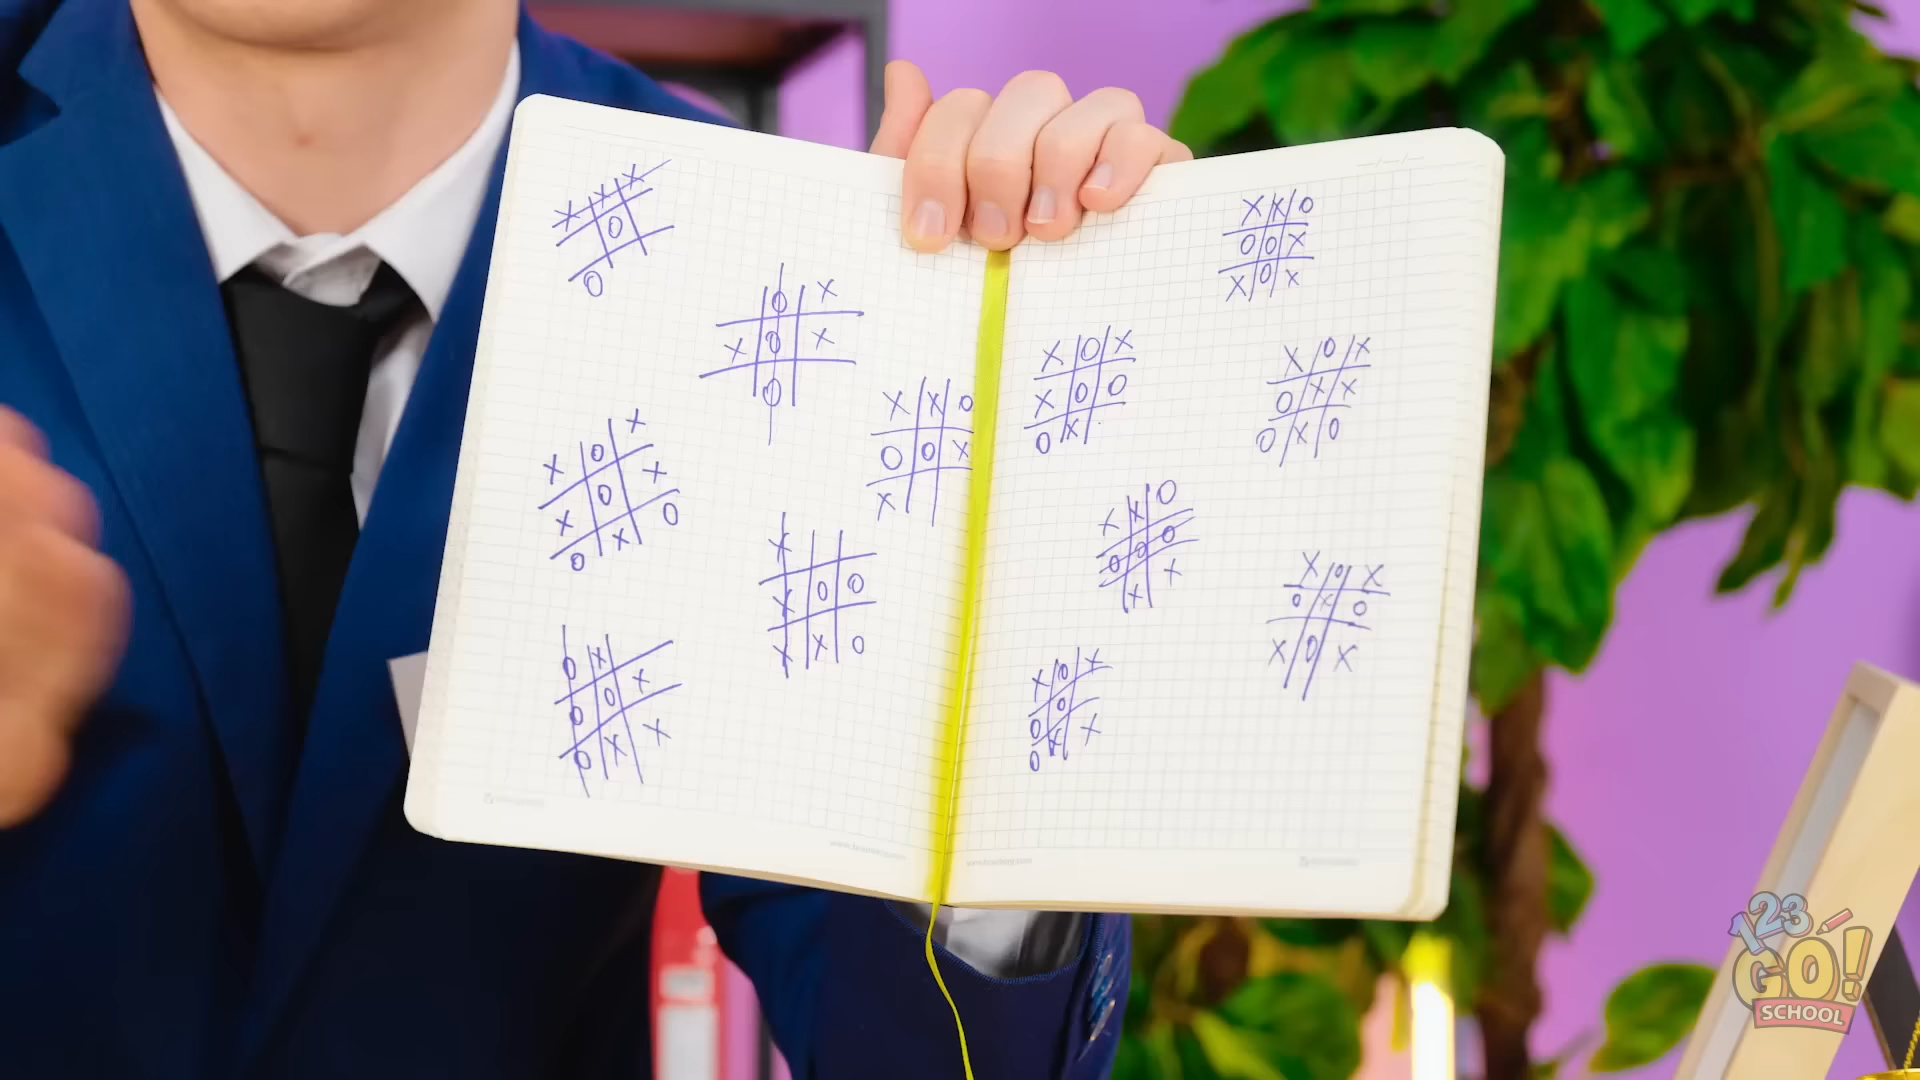 X X X
O
O
O X
X O X
O
X X O
O O X
X
X O X
X O X
O X O
X
X O O
X X O
O X
O O X
O X X
X X O
O O X
X O X
X O X
X O O
O X
X O X
O X X
O X O
X X O
O O O
X X
X O X
O X O
X O X
X O X
O O
O X X
123
GO!
SCHOOL